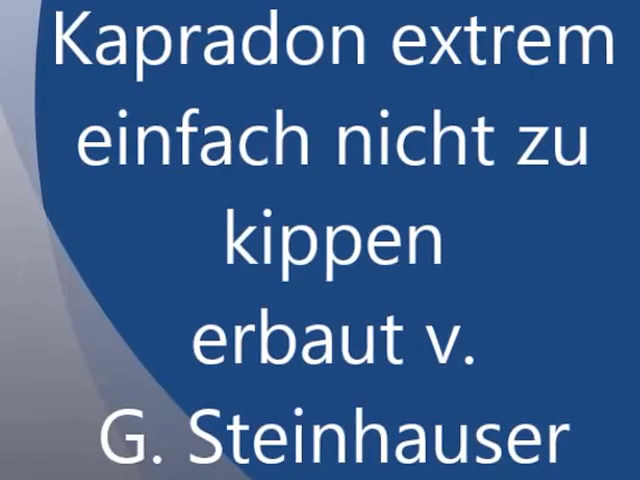 Kapradon extrem
einfach nicht zu
kippen
erbaut v.
G. Steinhauser